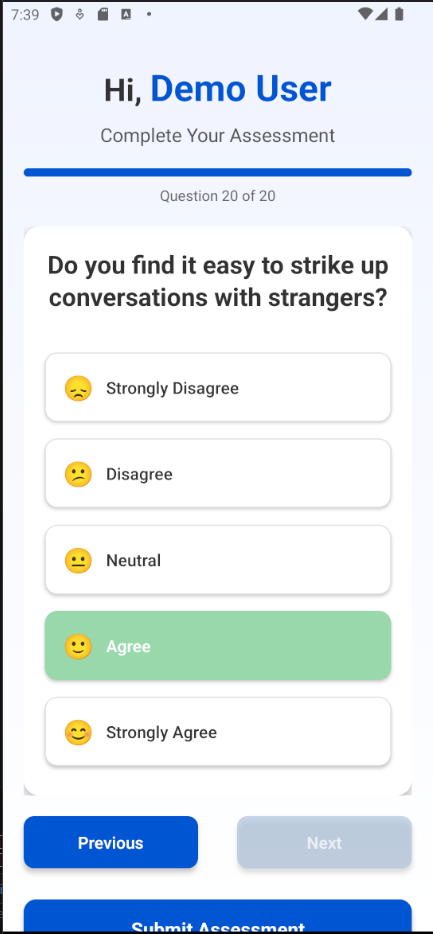 7:39
Hi, Demo User
Complete Your Assessment
Question 20 of 20
Do you find it easy to strike up
conversations with strangers?
Strongly Disagree
Disagree
Neutral
Agree
Strongly Agree
Previous
Next
Submit Assessment